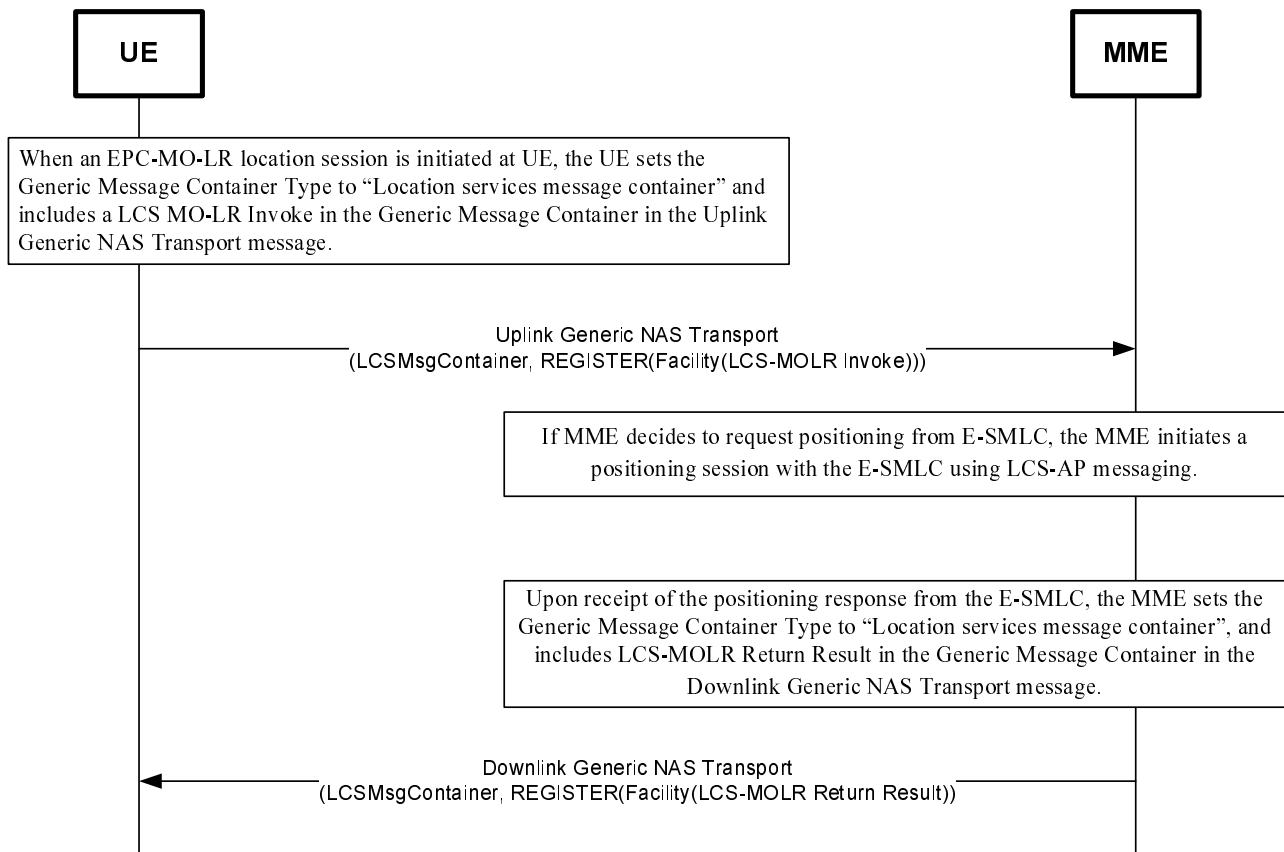 UE
MME
When an EPC-MO-LR location session is initiated at UE, the UE sets the
Generic Message Container Type to “Location services message container” and
includes a LCS MO-LR Invoke in the Generic Message Container in the Uplink
Generic NAS Transport message.
Uplink Generic NAS Transport
(LCSMsgContainer, REGISTER(Facility(LCS-MOLR Invoke)))
If MME decides to request positioning from E-SMLC, the MME initiates a
positioning session with the E-SMLC using LCS-AP messaging.
Upon receipt of the positioning response from the E-SMLC, the MME sets the
Generic Message Container Type to “Location services message container”, and
includes LCS-MOLR Return Result in the Generic Message Container in the
Downlink Generic NAS Transport message.
Downlink Generic NAS Transport
(LCSMsgContainer, REGISTER(Facility(LCS-MOLR Return Result))